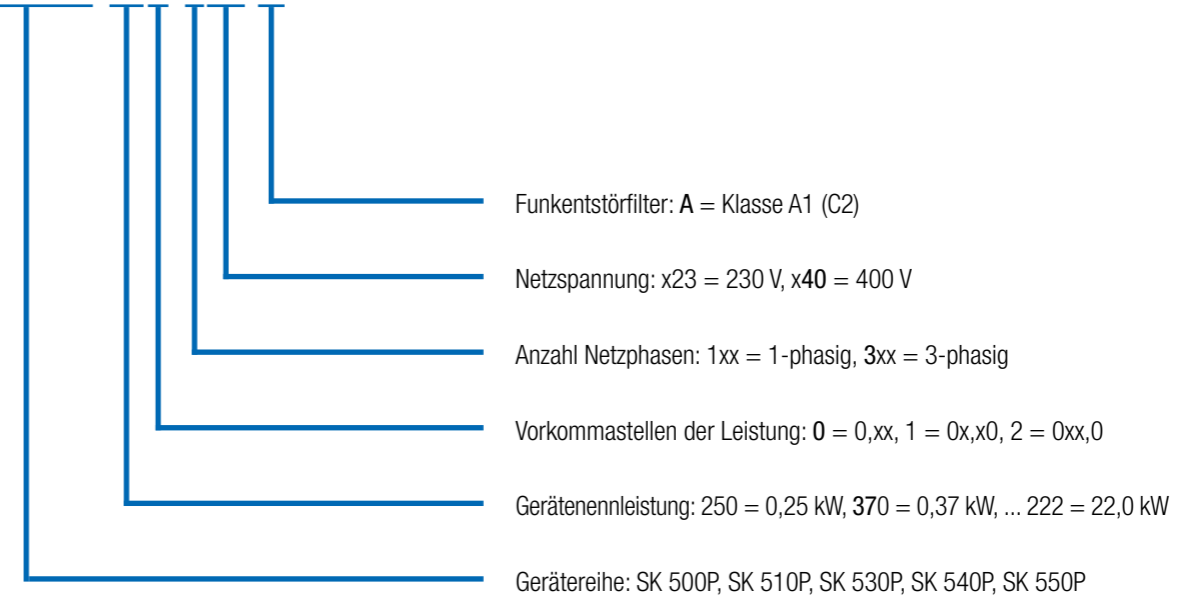 Funkentstörfilter: A = Klasse A1 (C2)
Netzspannung: x23 = 230 V, x40 = 400 V
Anzahl Netzphasen: 1xx = 1-phasig, 3xx = 3-phasig
Vorkommastellen der Leistung: 0 = 0,xx, 1 = 0x,x0, 2 = 0xx,0
Gerätenennleistung: 250 = 0,25 kW, 370 = 0,37 kW, ... 222 = 22,0 kW
Gerätereihe: SK 500P, SK 510P, SK 530P, SK 540P, SK 550P